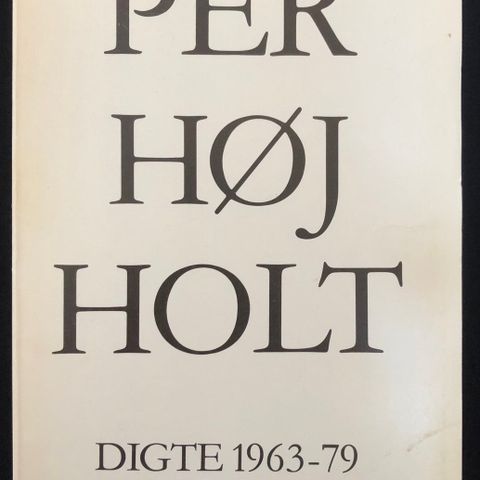 PER
HØJ
HOLT
DIGTE 1963-79